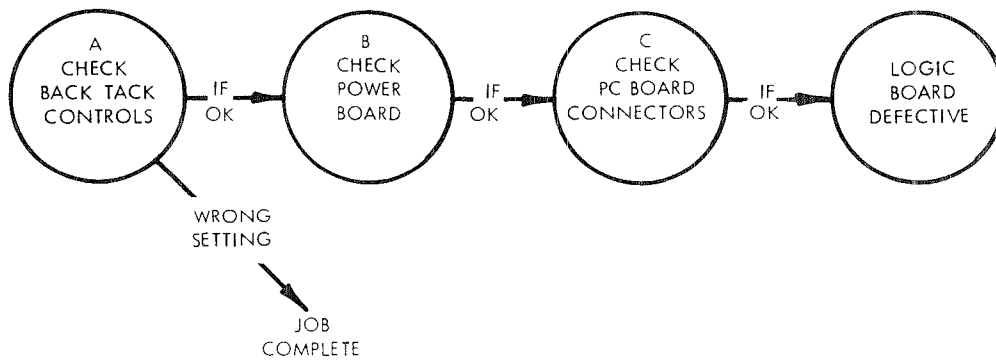 A
CHECK
BACK TACK
CONTROLS
IF
OK
B
CHECK
POWER
BOARD
IF
OK
C
CHECK
PC BOARD
CONNECTORS
IF
OK
LOGIC
BOARD
DEFECTIVE
WRONG
SETTING
JOB
COMPLETE